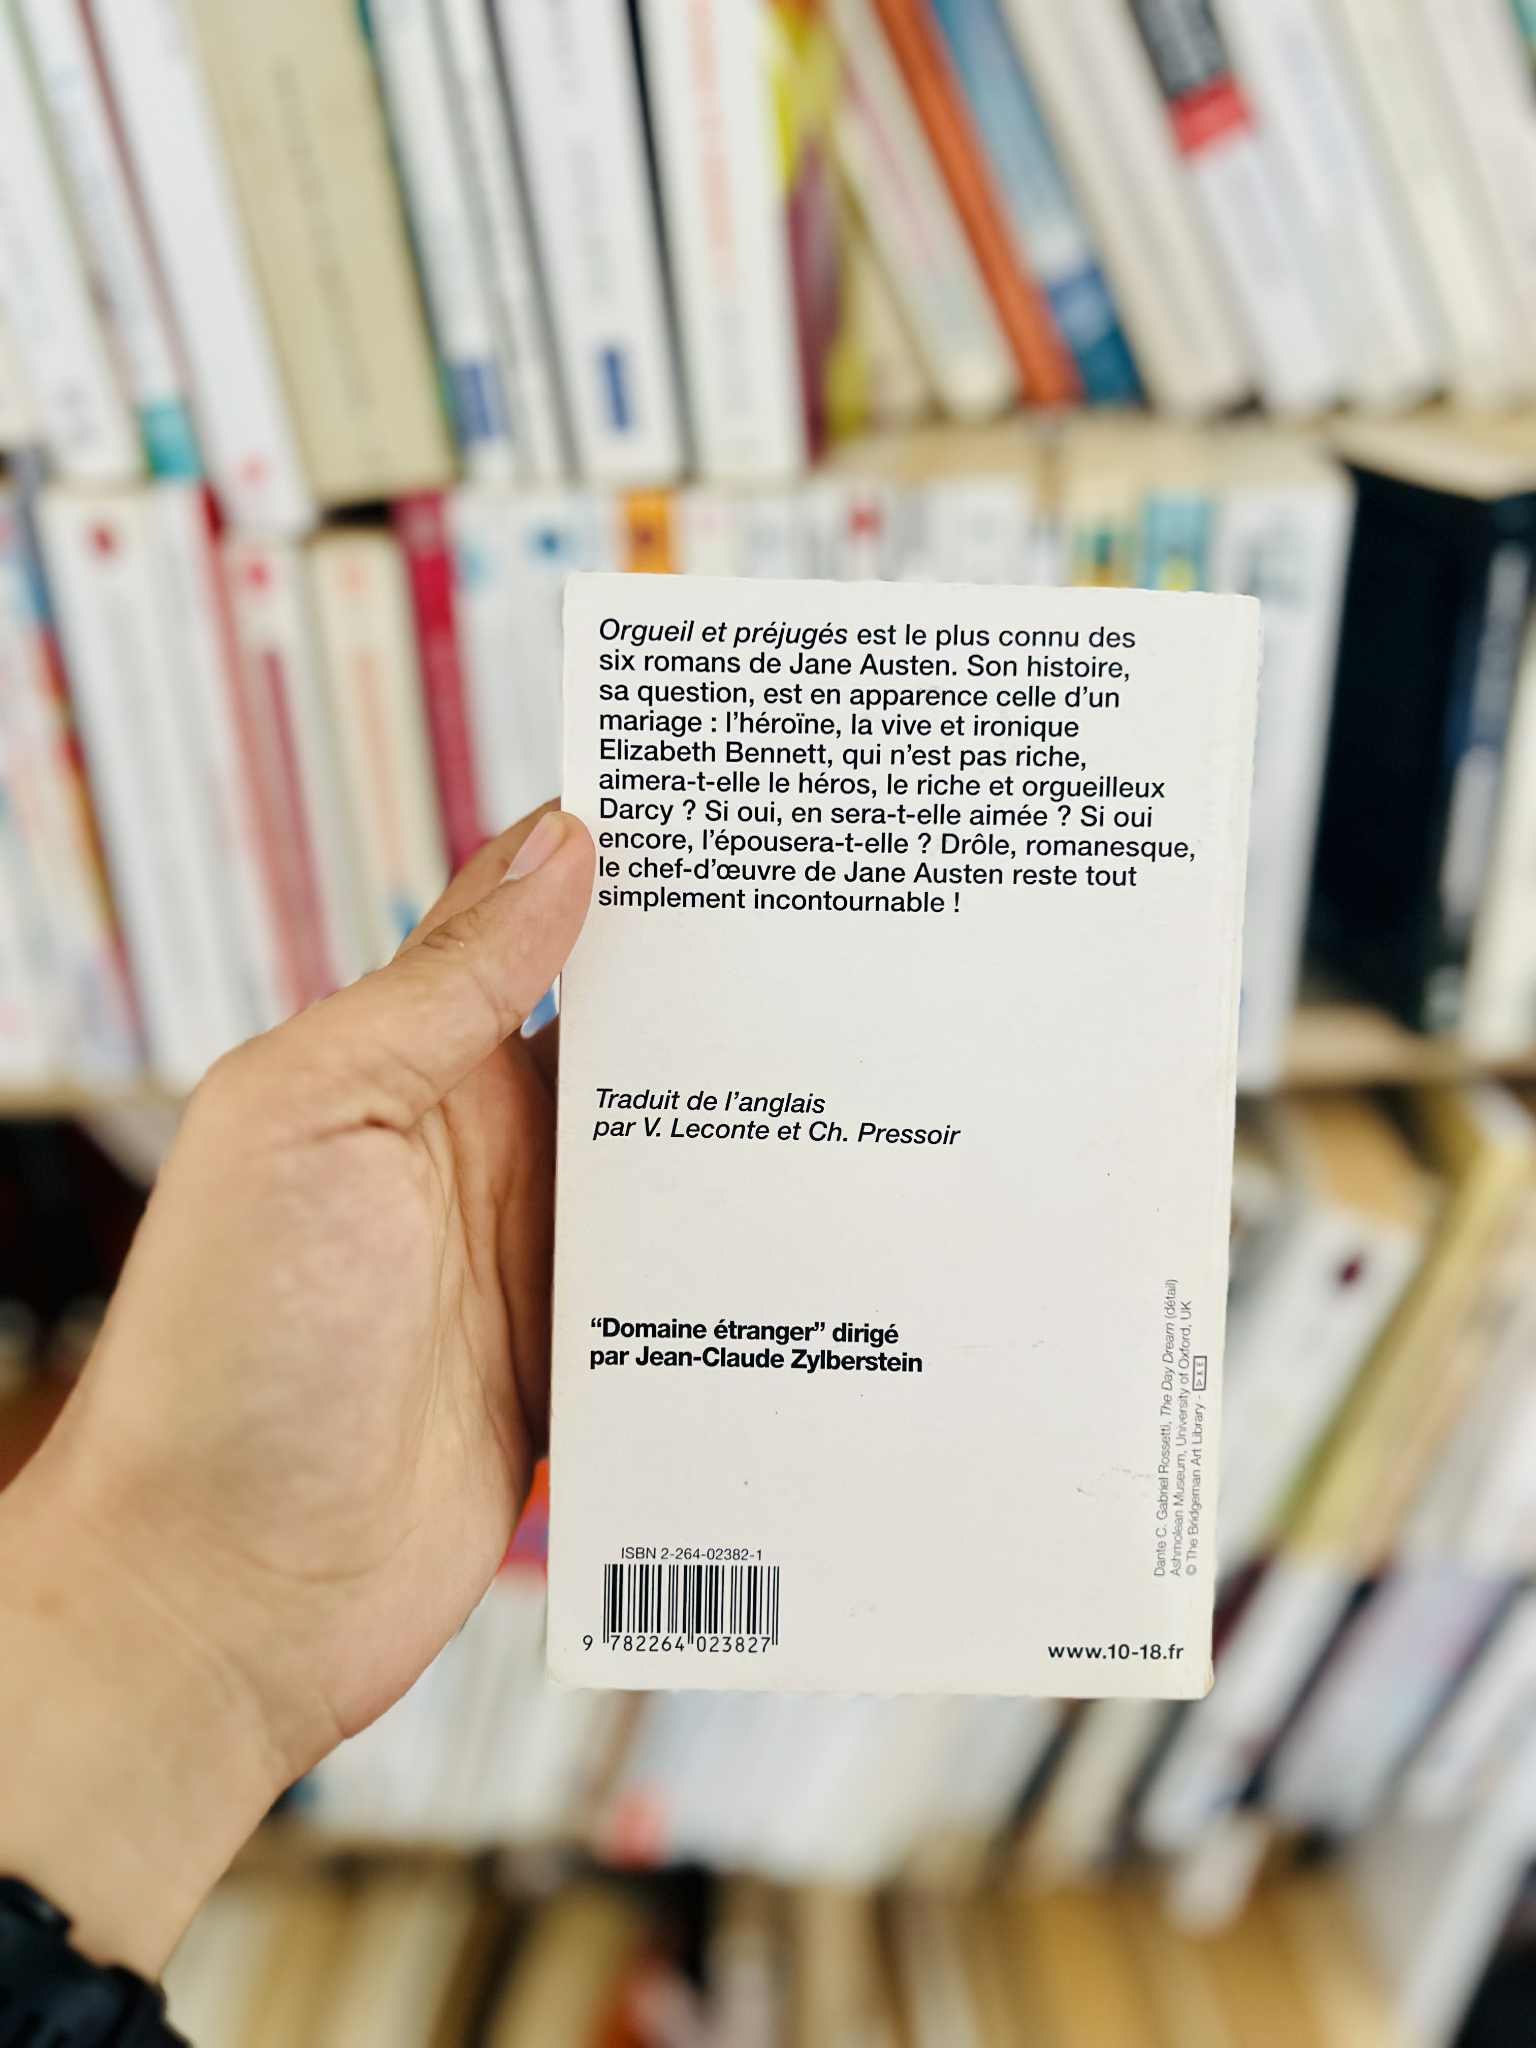 Orgueil et préjugés est le plus connu des
six romans de Jane Austen. Son histoire,
sa question, est en apparence celle d’un
mariage : l’héroïne, la vive et ironique
Elizabeth Bennett, qui n’est pas riche,
aimera-t-elle le héros, le riche et orgueilleux
Darcy ? Si oui, en sera-t-elle aimée ? Si oui
encore, l’épousera-t-elle ? Drôle, romanesque,
le chef-d’œuvre de Jane Austen reste tout
simplement incontournable !
Traduit de l’anglais
par V. Leconte et Ch. Pressoir
“Domaine étranger” dirigé
par Jean-Claude Zylberstein
Dante C. Gabriel Rossetti, The Day Dream (détail)
Ashmolean Museum, University of Oxford, UK
© The Bridgeman Art Library -
ISBN 2-264-02382-1
9 782264 023827
www.10-18.fr